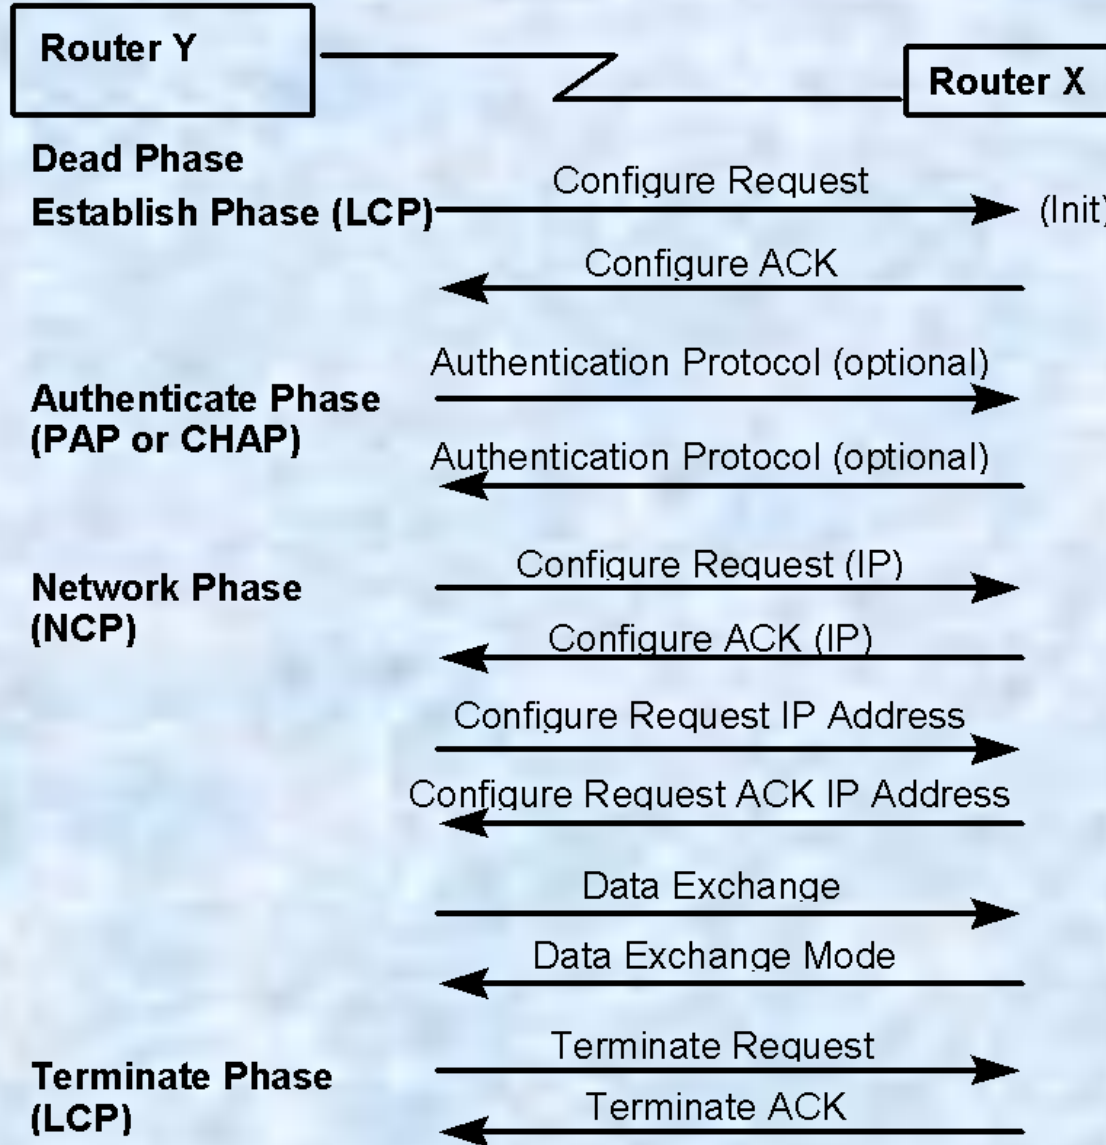 Router Y
Router X
Dead Phase
Configure Request
Establish Phase (LCP)
(Init)
Configure ACK
Authentication Protocol (optional)
Authenticate Phase
(PAP or CHAP)
Authentication Protocol (optional)
Configure Request (IP)
Network Phase
(NCP)
Configure ACK (IP)
Configure Request IP Address
Configure Request ACK IP Address
Data Exchange
Data Exchange Mode
Terminate Request
Terminate Phase
(LCP)
Terminate ACK